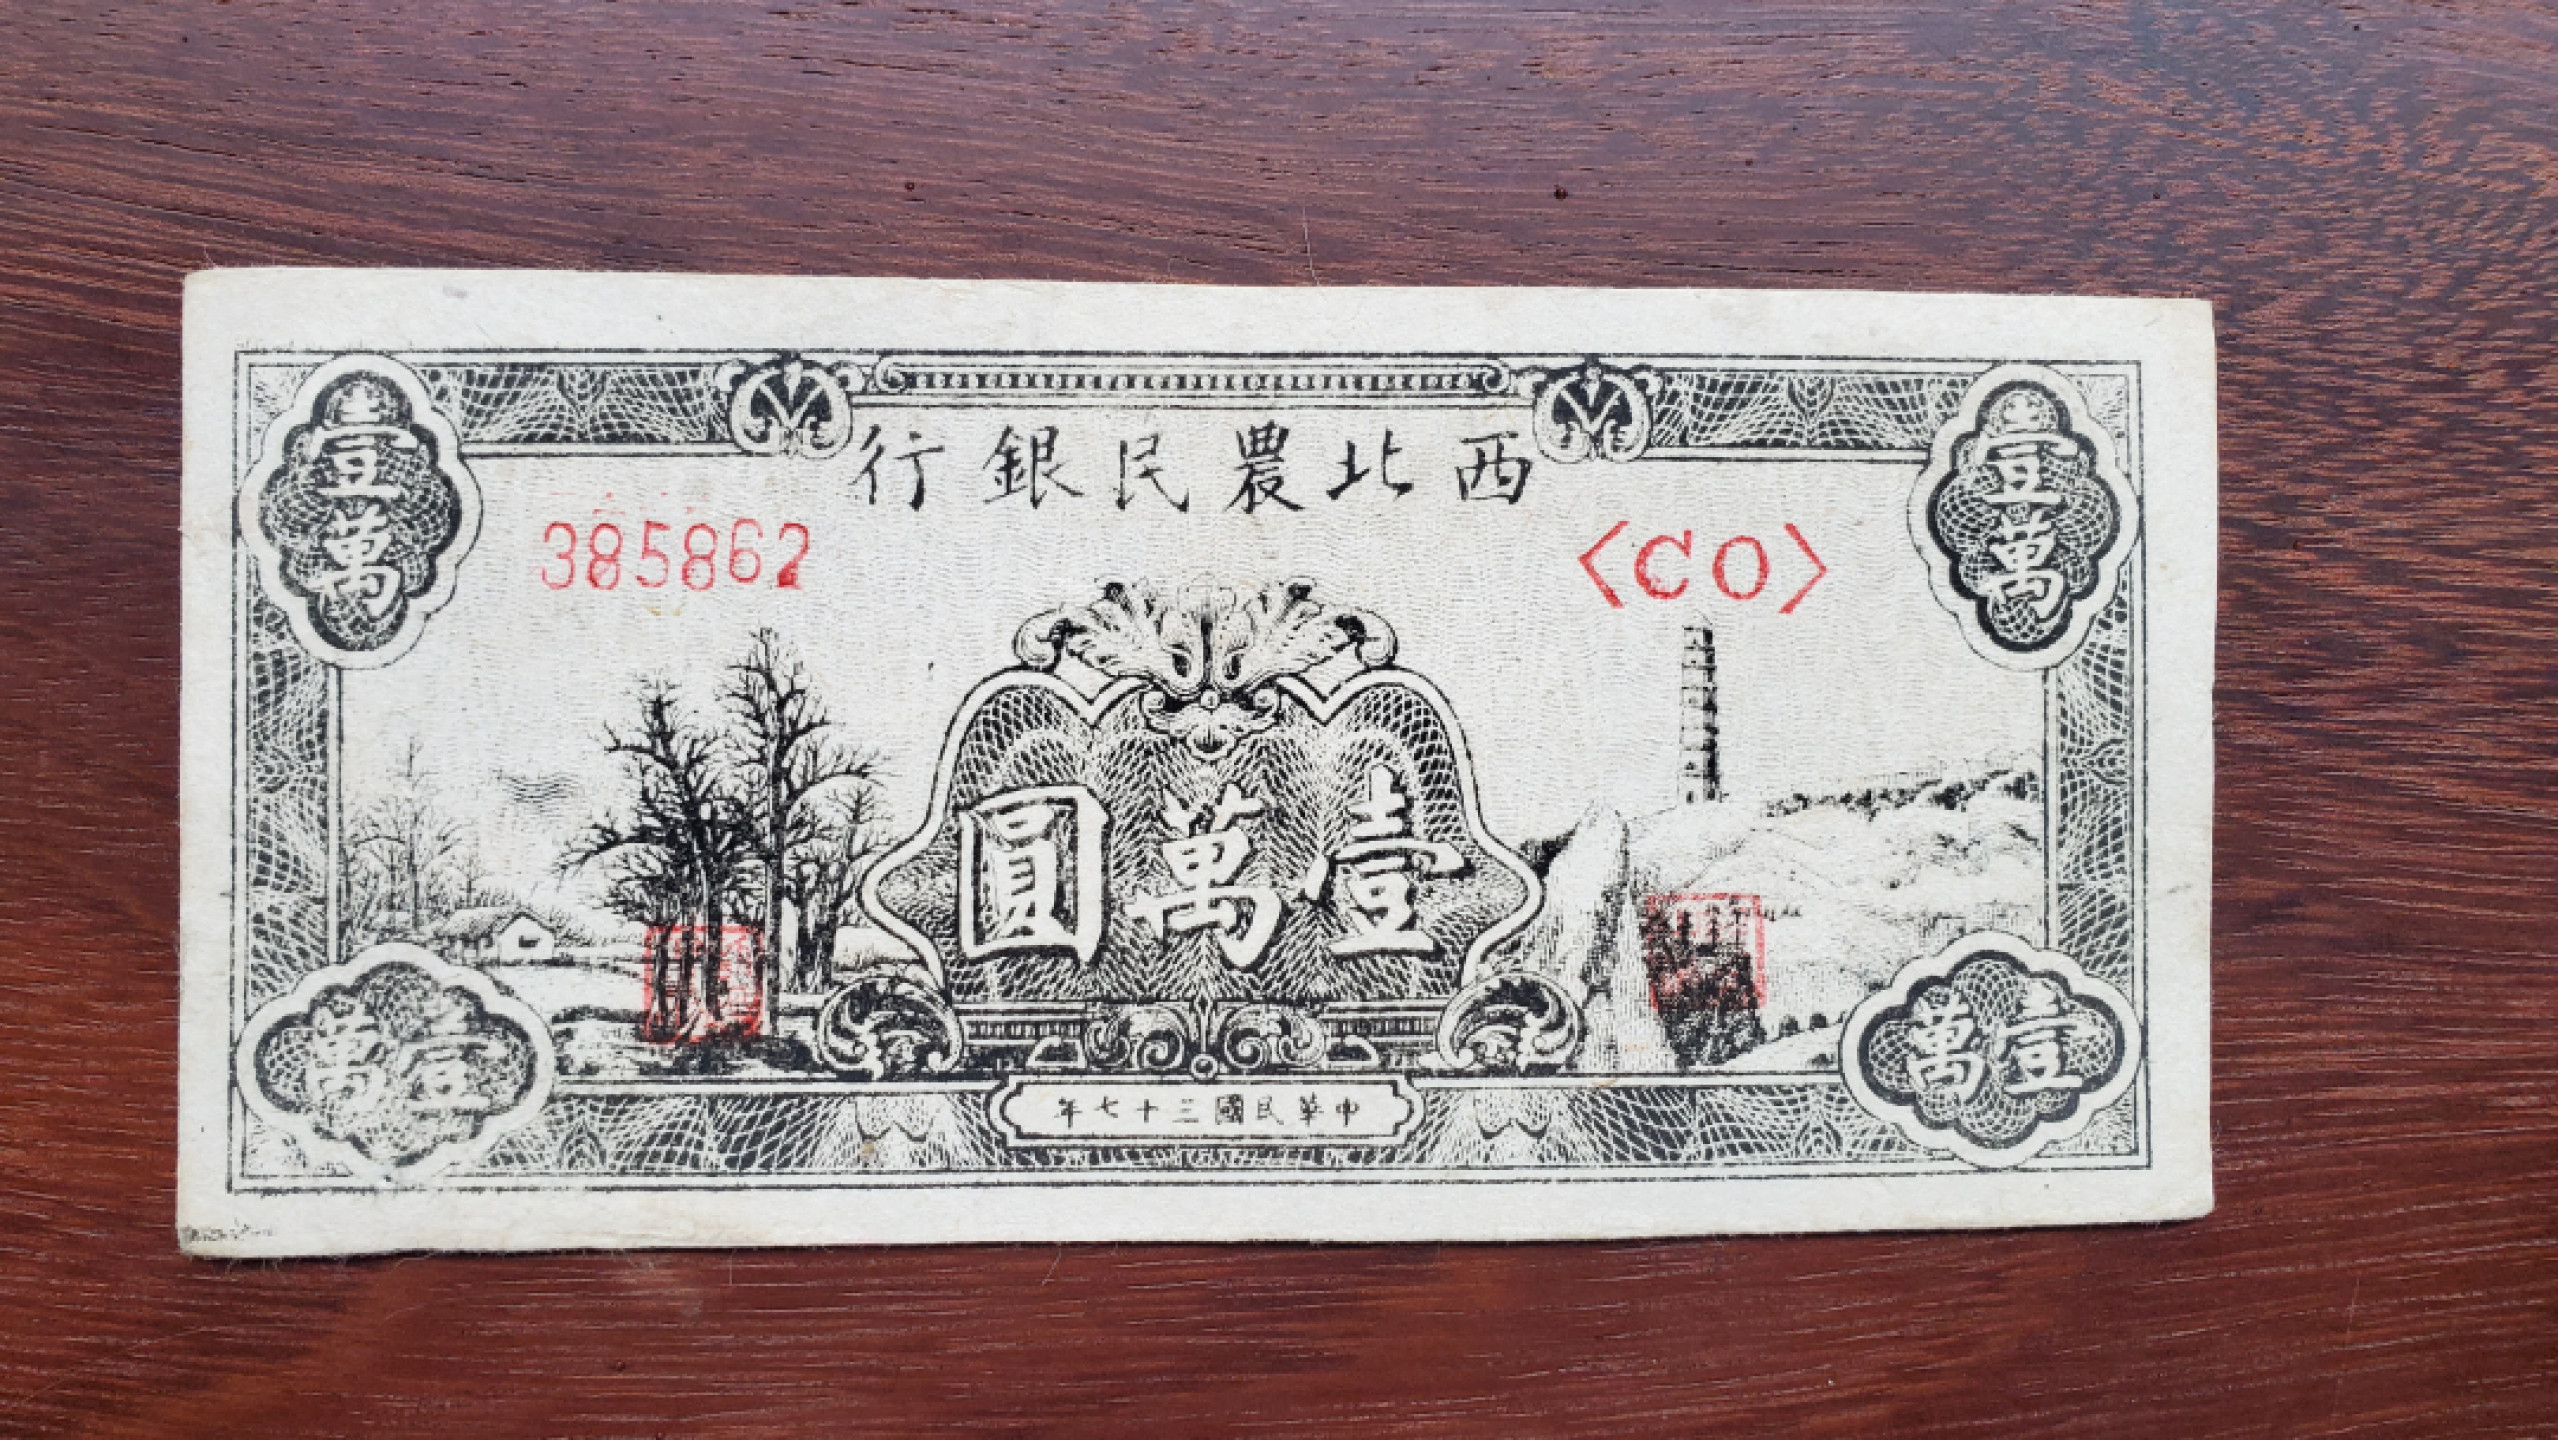 西北農民銀行
385862
<CO>
壹萬
壹萬
壹萬圓
壹萬
壹萬
中華民國三十七年